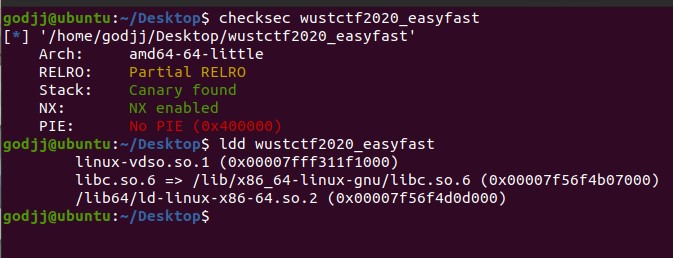 godjj@ubuntu:~/Desktop$ checksec wustctf2020_easyfast
[*] '/home/godjj/Desktop/wustctf2020_easyfast'
Arch: amd64-64-little
RELRO: Partial RELRO
Stack: Canary found
NX: NX enabled
PIE: No PIE (0x400000)
godjj@ubuntu:~/Desktop$ ldd wustctf2020_easyfast
linux-vdso.so.1 (0x00007fff311f1000)
libc.so.6 => /lib/x86_64-linux-gnu/libc.so.6 (0x00007f56f4b07000)
/lib64/ld-linux-x86-64.so.2 (0x00007f56f4d0d000)
godjj@ubuntu:~/Desktop$